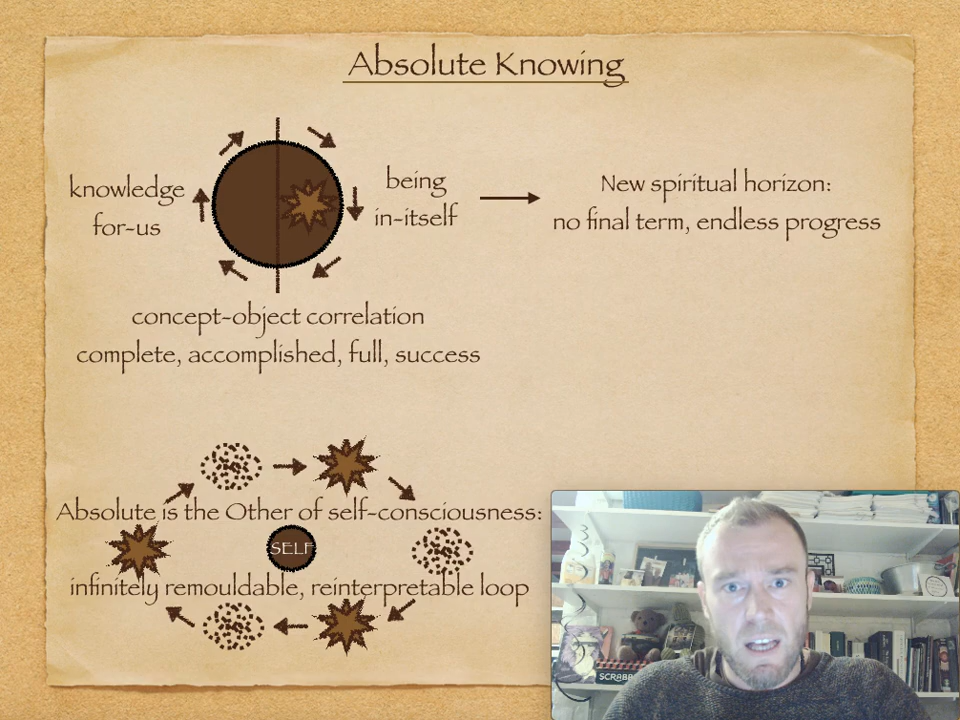 Absolute Knowing
knowledge
for-us
being
in-itself
New spiritual horizon:
no final term, endless progress
concept-object correlation
complete, accomplished, full, success
Absolute is the Other of self-consciousness:
SELF
infinitely remouldable, reinterpretable loop
SCRABB